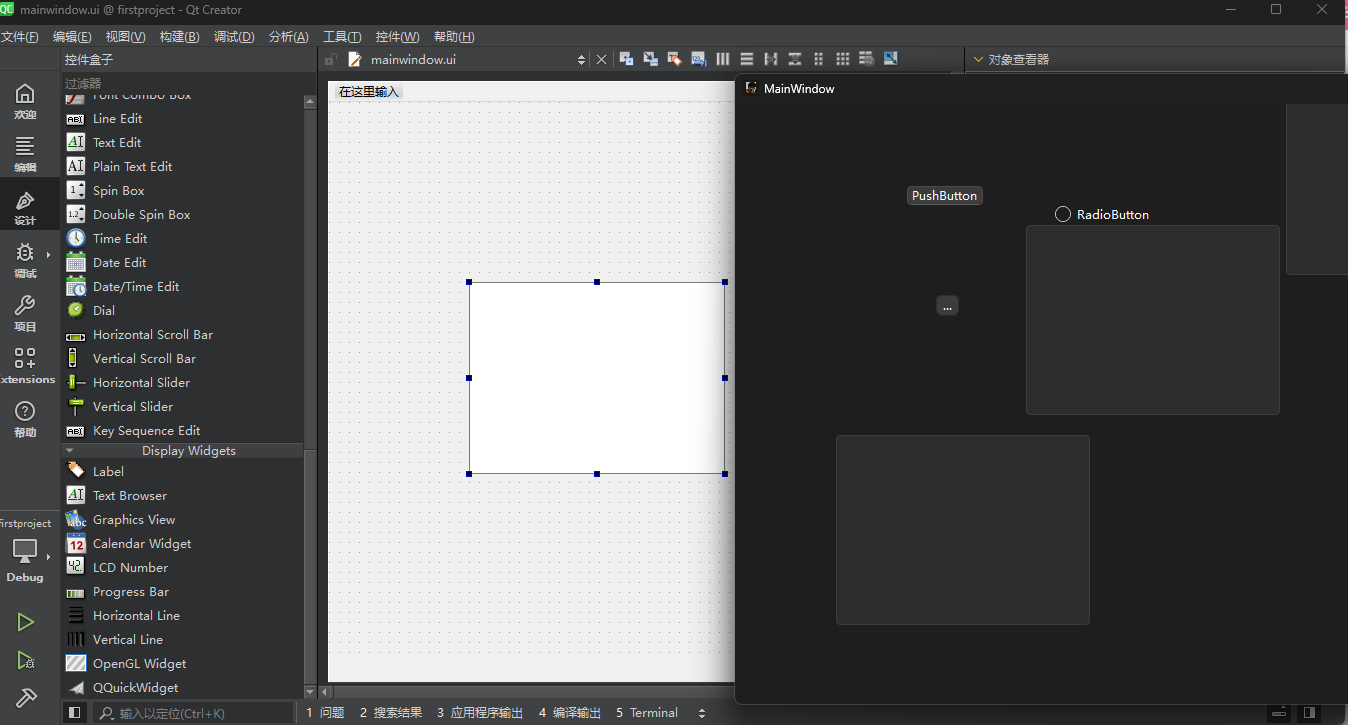 mainwindow.ui @ firstproject - Qt Creator
文件(F) 编辑(E) 视图(V) 构建(B) 调试(D) 分析(A) 工具(T) 控件(W) 帮助(H)
控件盒子
mainwindow.ui
对象查看器
过滤器
Font Combo Box
Line Edit
Text Edit
Plain Text Edit
Spin Box
Double Spin Box
Time Edit
Date Edit
Date/Time Edit
Dial
Horizontal Scroll Bar
Vertical Scroll Bar
Horizontal Slider
Vertical Slider
Key Sequence Edit
Display Widgets
Label
Text Browser
Graphics View
Calendar Widget
LCD Number
Progress Bar
Horizontal Line
Vertical Line
OpenGL Widget
QQuickWidget
欢迎
编辑
设计
调试
项目
xtensions
帮助
firstproject
Debug
在这里输入
MainWindow
PushButton
RadioButton
...
输入以定位(Ctrl+K)
1 问题 2 搜索结果 3 应用程序输出 4 编译输出 5 Terminal